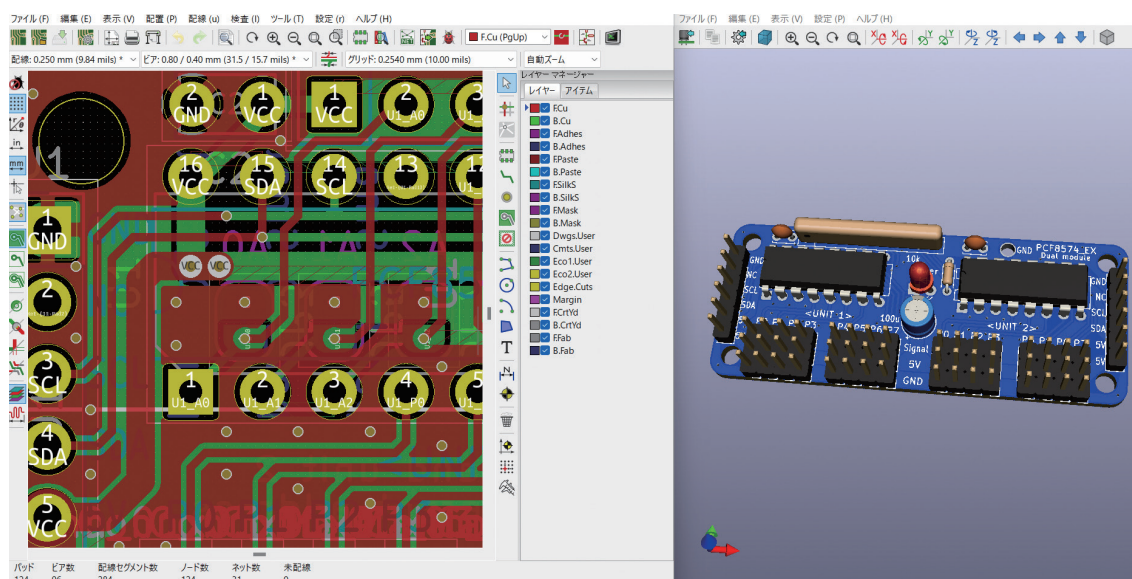 ファイル(F) 編集(E) 表示(V) 配置(P) 配線(u) 検査(I) ツール(T) 設定(r) ヘルプ(H)
F.Cu (PgUp)
配線: 0.250 mm (9.84 mils) *
ビア: 0.80 / 0.40 mm (31.5 / 15.7 mils) *
グリッド: 0.2540 mm (10.00 mils)
自動ズーム
in
mm
2 GND
1 VCC
1 VCC
2 U1_A0
3
16 VCC
15 SDA
14 SCL
13
12
1 GND
2
3 SCL
4 SDA
5 VCC
VCC
VCC
1 U1_A0
2 U1_A1
3 U1_A2
4 U1_P0
5
T
N
レイヤー マネージャー
レイヤー アイテム
F.Cu
B.Cu
F.Adhes
B.Adhes
F.Paste
B.Paste
F.SilkS
B.SilkS
F.Mask
B.Mask
Dwgs.User
Cmts.User
Eco1.User
Eco2.User
Edge.Cuts
Margin
F.CrtYd
B.CrtYd
F.Fab
B.Fab
パッド ビア数 配線セグメント数 ノード数 ネット数 未配線
ファイル(F) 編集(E) 表示(V) 設定(P) ヘルプ(H)
GND
NC
SCL
SDA
<UNIT 1>
10k
100u
GND
PCF8574_EX
Dual module
<UNIT 2>
GND
NC
SCL
SDA
5V
5V
Signal
5V
GND